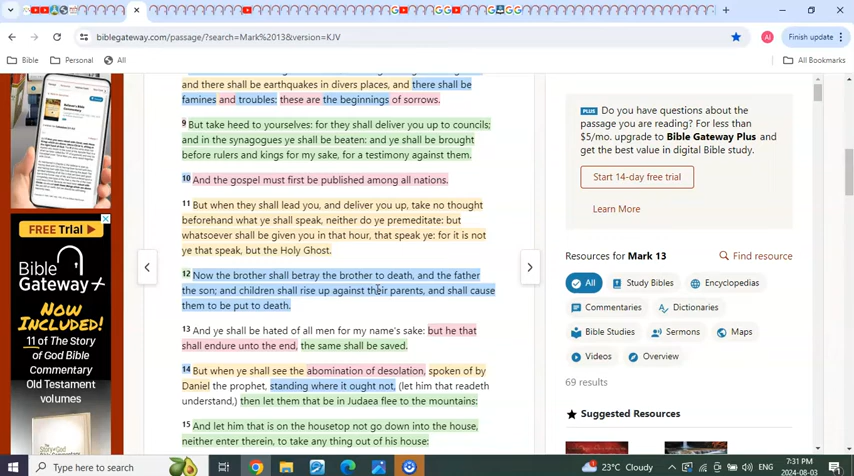 Finish update
biblegateway.com/passage/?search=Mark%2013&version=KJV
Bible
Personal
All
All Bookmarks
and there shall be earthquakes in divers places, and there shall be
famines and troubles: these are the beginnings of sorrows.
9 But take heed to yourselves: for they shall deliver you up to councils;
and in the synagogues ye shall be beaten: and ye shall be brought
before rulers and kings for my sake, for a testimony against them.
10 And the gospel must first be published among all nations.
11 But when they shall lead you, and deliver you up, take no thought
beforehand what ye shall speak, neither do ye premeditate: but
whatsoever shall be given you in that hour, that speak ye: for it is not
ye that speak, but the Holy Ghost.
12 Now the brother shall betray the brother to death, and the father
the son; and children shall rise up against their parents, and shall cause
them to be put to death.
13 And ye shall be hated of all men for my name's sake: but he that
shall endure unto the end, the same shall be saved.
14 But when ye shall see the abomination of desolation, spoken of by
Daniel the prophet, standing where it ought not, (let him that readeth
understand,) then let them that be in Judaea flee to the mountains:
15 And let him that is on the housetop not go down into the house,
neither enter therein, to take any thing out of his house:
FREE Trial
Bible
Gateway+
NOW
INCLUDED!
11 of The Story
of God Bible
Commentary
Old Testament
volumes
PLUS Do you have questions about the
passage you are reading? For less than
$5/mo. upgrade to Bible Gateway Plus and
get the best value in digital Bible study.
Start 14-day free trial
Learn More
Resources for Mark 13
Find resource
All
Study Bibles
Encyclopedias
Commentaries
Dictionaries
Bible Studies
Sermons
Maps
Videos
Overview
69 results
Suggested Resources
Type here to search
23°C Cloudy
ENG
7:31 PM
2024-08-03